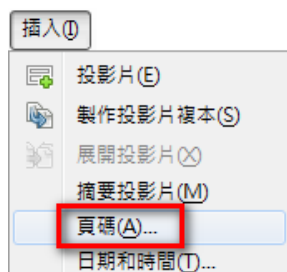 插入(I)
投影片(E)
製作投影片複本(S)
展開投影片(X)
摘要投影片(M)
頁碼(A)...
日期和時間(T)...